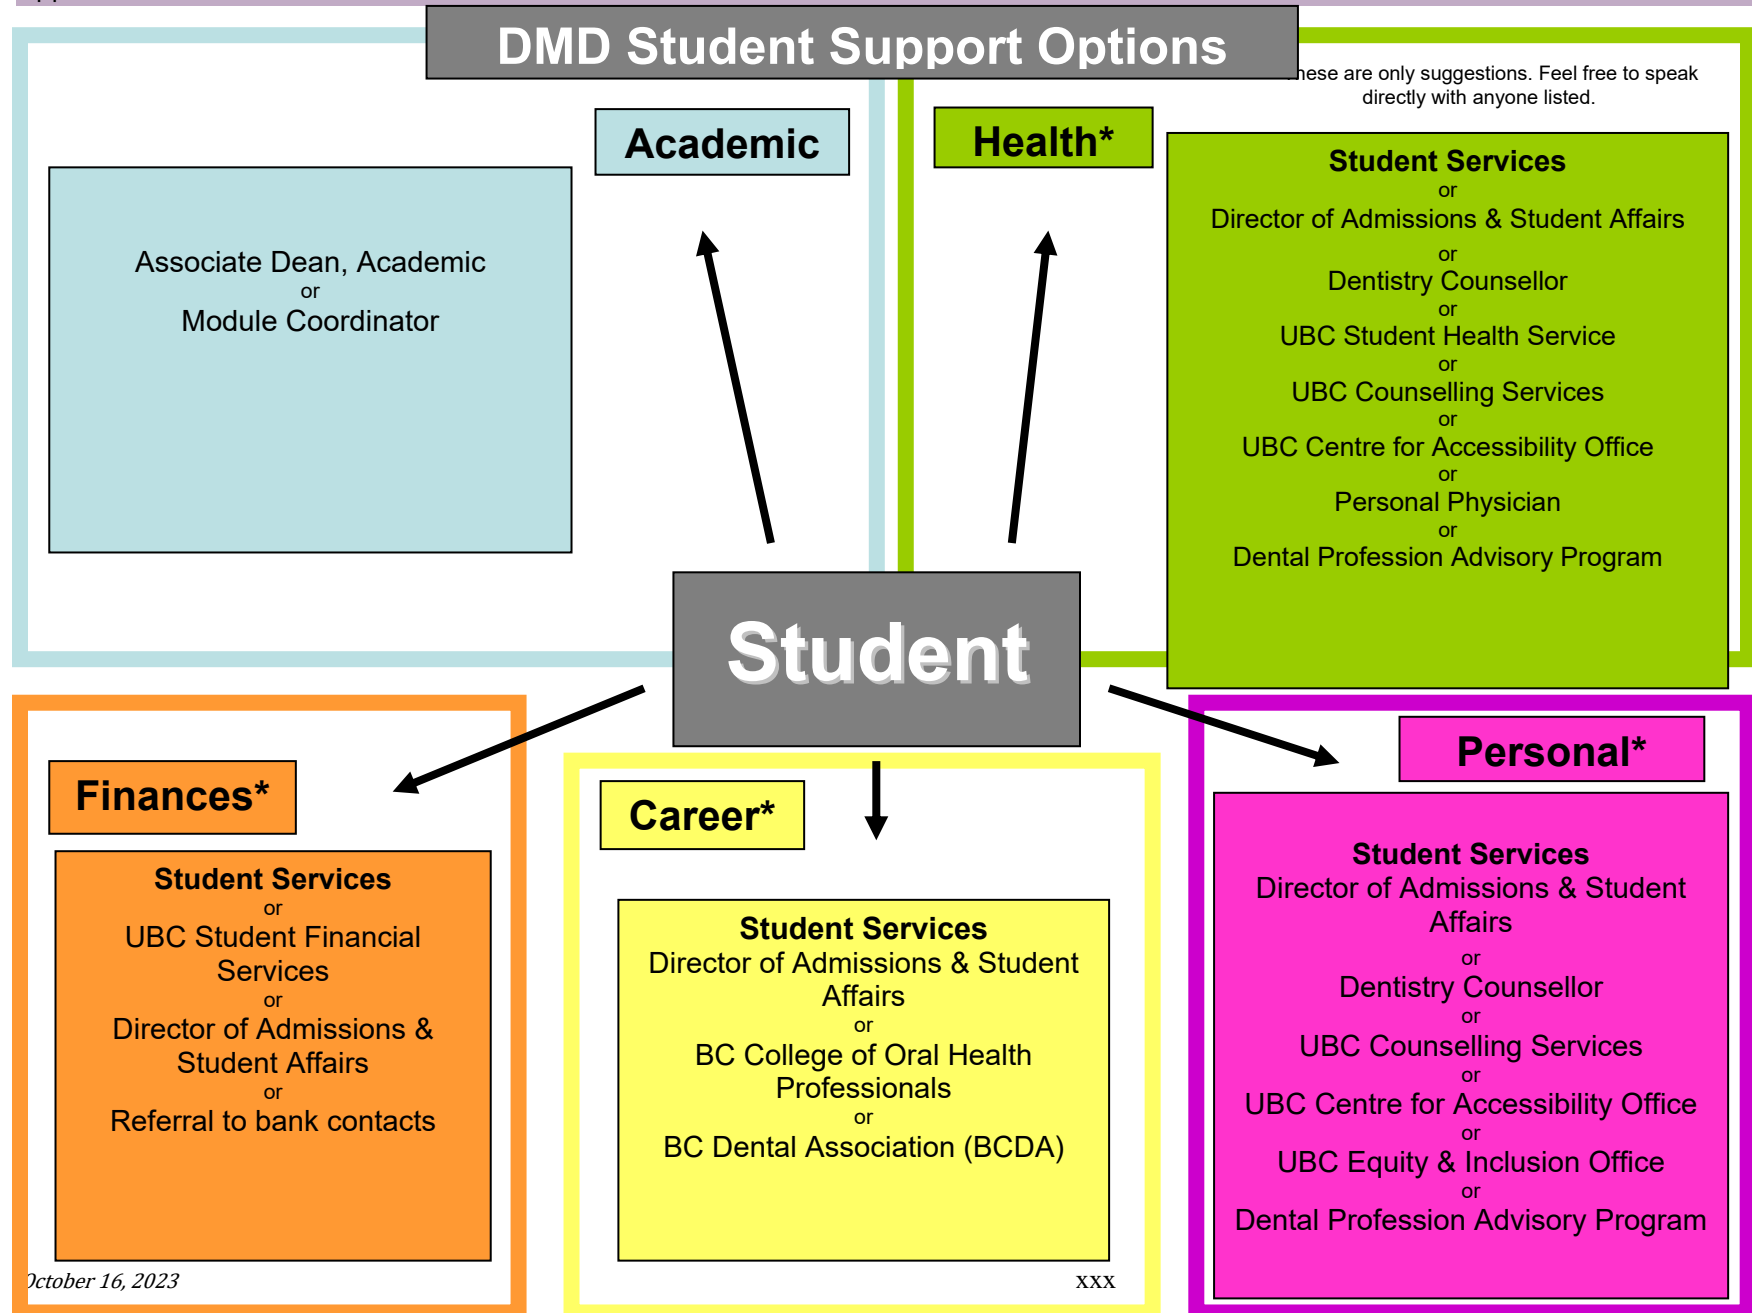 DMD Student Support Options
these are only suggestions. Feel free to speak
directly with anyone listed.
Academic
Associate Dean, Academic
or
Module Coordinator
Health*
Student Services
or
Director of Admissions & Student Affairs
or
Dentistry Counsellor
or
UBC Student Health Service
or
UBC Counselling Services
or
UBC Centre for Accessibility Office
or
Personal Physician
or
Dental Profession Advisory Program
Student
Finances*
Student Services
or
UBC Student Financial
Services
or
Director of Admissions &
Student Affairs
or
Referral to bank contacts
Career*
Student Services
Director of Admissions & Student
Affairs
or
BC College of Oral Health
Professionals
or
BC Dental Association (BCDA)
Personal*
Student Services
Director of Admissions & Student
Affairs
or
Dentistry Counsellor
or
UBC Counselling Services
or
UBC Centre for Accessibility Office
or
UBC Equity & Inclusion Office
or
Dental Profession Advisory Program
October 16, 2023
xxx